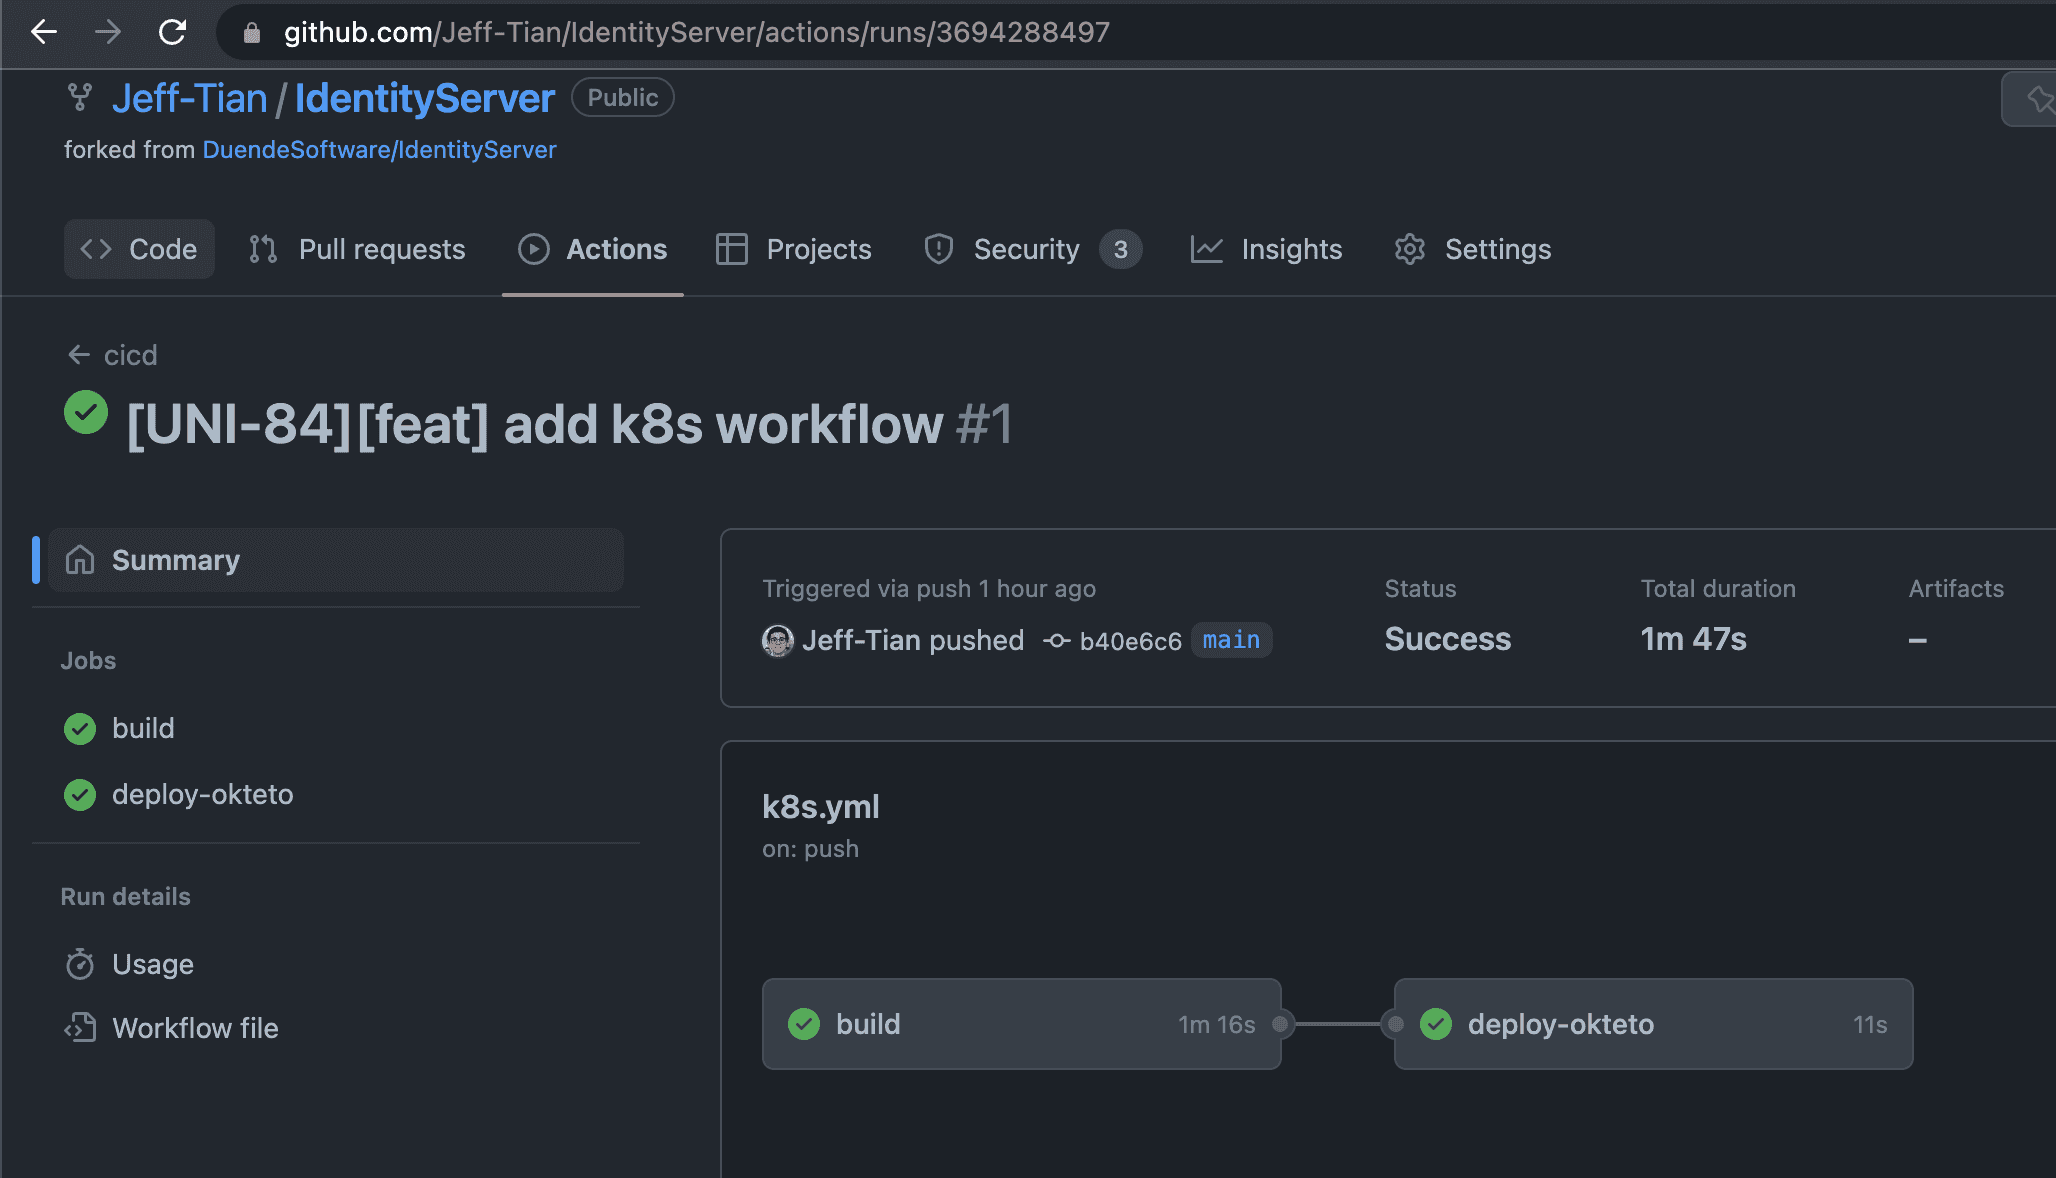 github.com/Jeff-Tian/IdentityServer/actions/runs/3694288497
Jeff-Tian / IdentityServer Public
forked from DuendeSoftware/IdentityServer
Code Pull requests Actions Projects Security 3 Insights Settings
← cicd
[UNI-84][feat] add k8s workflow #1
Summary
Jobs
build
deploy-okteto
Run details
Usage
Workflow file
Triggered via push 1 hour ago
Jeff-Tian pushed b40e6c6 main
Status
Success
Total duration
1m 47s
Artifacts
–
k8s.yml
on: push
build 1m 16s
deploy-okteto 11s